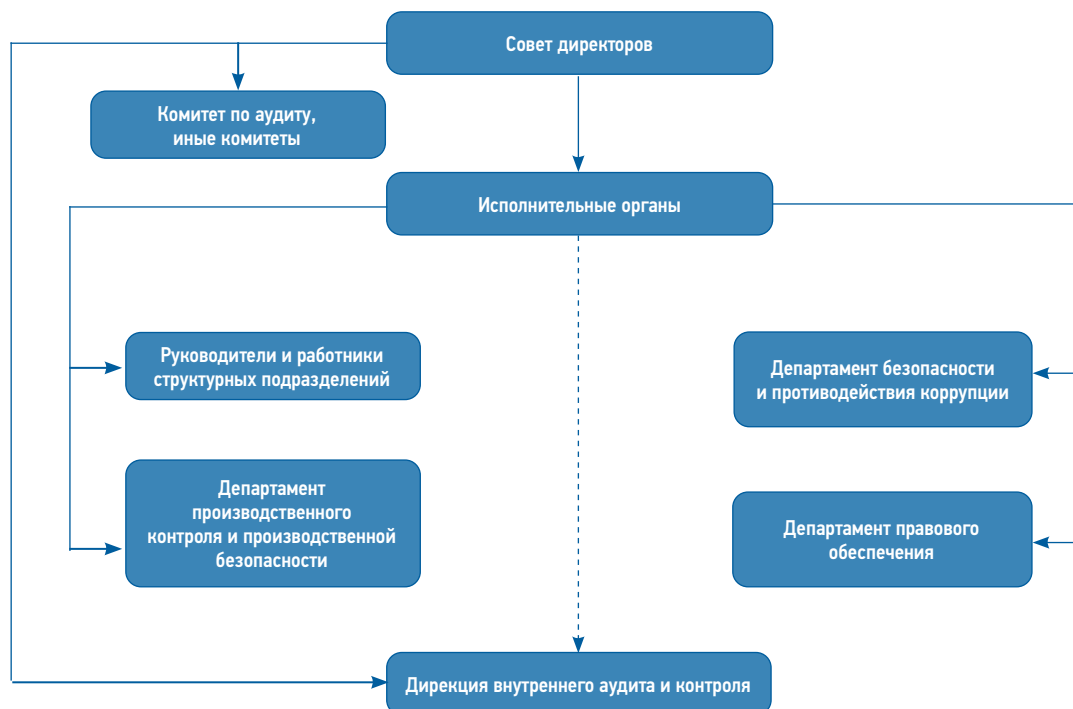 Совет директоров
Комитет по аудиту,
иные комитеты
Исполнительные органы
Руководители и работники
структурных подразделений
Департамент безопасности
и противодействия коррупции
Департамент
производственного
контроля и производственной
безопасности
Департамент правового
обеспечения
Дирекция внутреннего аудита и контроля